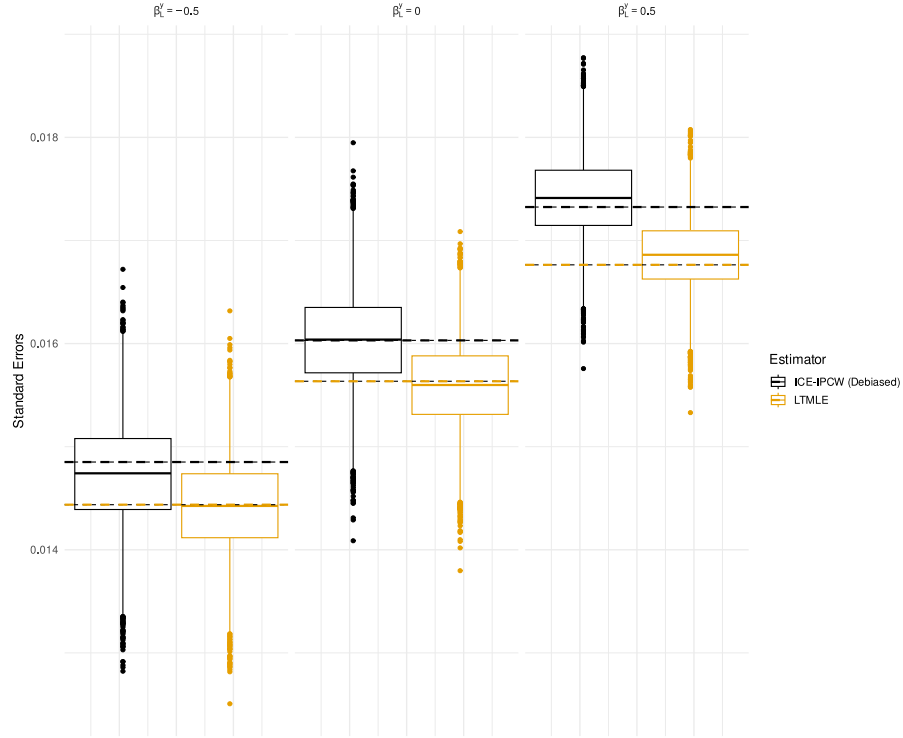 β_L^y = −0.5
β_L^y = 0
β_L^y = 0.5
Standard Errors
0.018
0.016
0.014
Estimator
ICE-IPCW (Debiased)
LTMLE